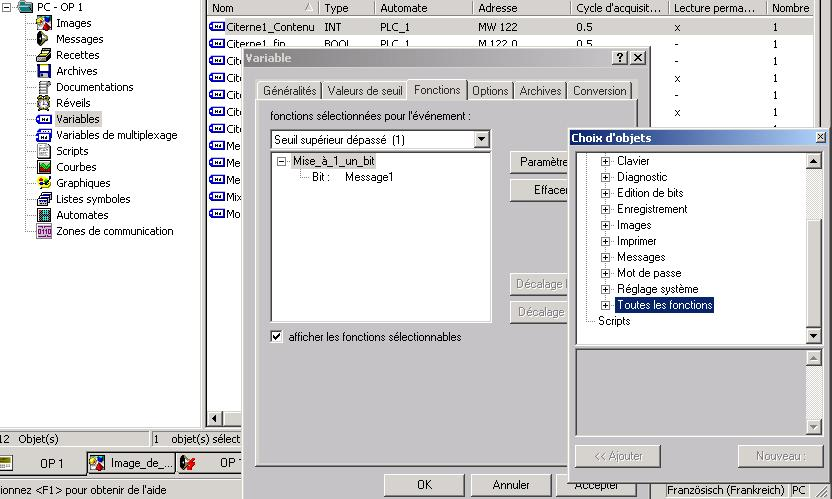 PC - OP 1
Images
Messages
Recettes
Archives
Documentations
Réveils
Variables
Variables de multiplexage
Scripts
Courbes
Graphiques
Listes symboles
Automates
Zones de communication
Nom Type Automate Adresse Cycle d'acquisit... Lecture perma... Nombre
Citerne1_Contenu INT PLC_1 MW 122 0.5 x 1
Citerne1_fin BOOL PLC_1 M 122.0 0.5 - 1
Cite x 1
Cite - 1
Cite - 1
Cite x 1
Cit - 1
Me
Me
Me
Mix
Mo
Variable
Généralités Valeurs de seuil Fonctions Options Archives Conversion
fonctions sélectionnées pour l'événement :
Seuil supérieur dépassé (1)
Mise_à_1_un_bit
Bit : Message1
Paramètre
Effacer
Décalage
Décalage
afficher les fonctions sélectionnables
OK Annuler Accepter
Choix d'objets
Clavier
Diagnostic
Edition de bits
Enregistrement
Images
Imprimer
Messages
Mot de passe
Réglage système
Toutes les fonctions
Scripts
<< Ajouter Nouveau :
12 Objet(s) 1 objet(s) sélect
OP 1 Image_de_... OP
ionnez <F1> pour obtenir de l'aide
Französisch (Frankreich) PC